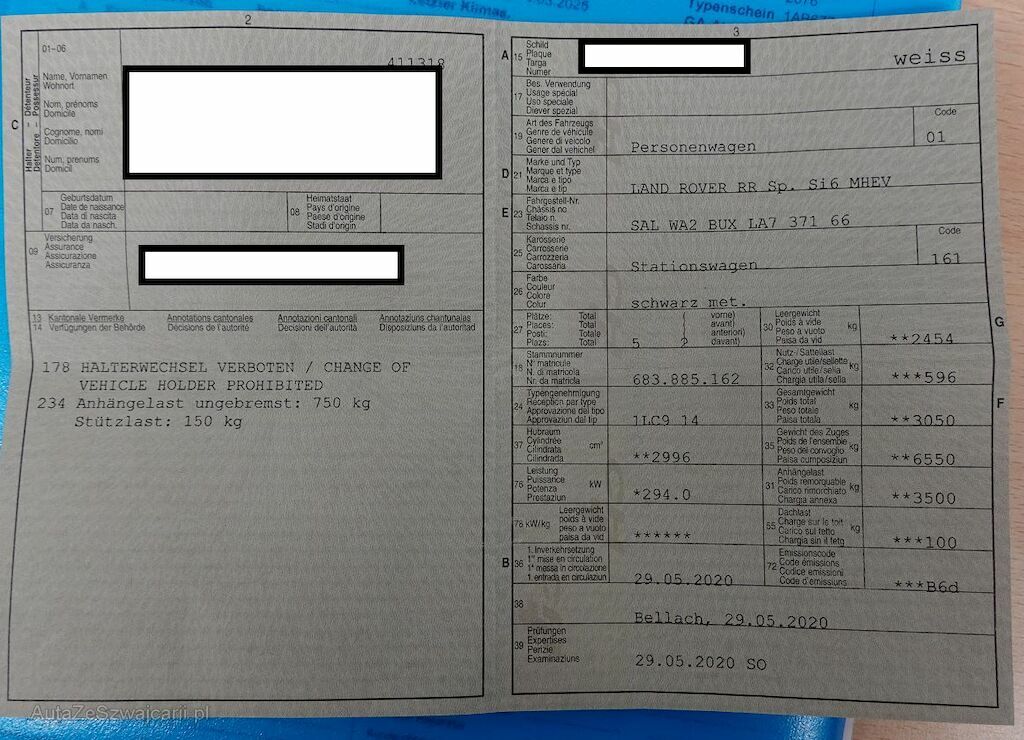 Letzter Klimas.
Typenschein
2
01-06
411318
C
Halter
Détenteur
Detentore
Possessur
Name, Vornamen
Wohnort
Nom, prénoms
Domicile
Cognome, nomi
Domicilio
Num, prenums
Domicil
07
Geburtsdatum
Date de naissance
Data di nascita
Data da nasch.
08
Heimatstaat
Pays d'origine
Paese d'origine
Stadi d'origin
09
Versicherung
Assurance
Assicurazione
Assicuranza
13 Kantonale Vermerke Annotations cantonales Annotazioni cantonali Annotaziuns chantunalas
14 Verfügungen der Behörde Décisions de l'autorité Decisioni dell'autorità Disposiziuns da l'autoritad
178 HALTERWECHSEL VERBOTEN / CHANGE OF
VEHICLE HOLDER PROHIBITED
234 Anhängelast ungebremst: 750 kg
Stützlast: 150 kg
3
A 15
Schild
Plaque
Targa
Numer
weiss
17
Bes. Verwendung
Usage spécial
Uso speciale
Diever spezial
19
Art des Fahrzeugs
Genre de véhicule
Genere di veicolo
Gener dal vehichel
Personenwagen
Code
01
D 21
Marke und Typ
Marque et type
Marca e tipo
Marca e tip
LAND ROVER RR Sp. Si6 MHEV
E 23
Fahrgestell-Nr.
Châssis no
Telaio n.
Schassis nr.
SAL WA2 BUX LA7 371 66
25
Karosserie
Carrosserie
Carrozzeria
Carossaria
Stationswagen
Code
161
26
Farbe
Couleur
Colore
Colur
schwarz met.
27
Plätze: Total ( vorne)
Places: Total ( avant)
Posti: Totale ( anteriori)
Plazs: Total ( davant)
5 2
G
30
Leergewicht
Poids à vide
Peso a vuoto
Paisa da vid
kg
**2454
18
Stammnummer
N° matricule
N. di matricola
Nr. da matricla
683.885.162
32
Nutz-/Sattellast
Charge utile/sellette
Carico utile/sella
Chargia utila/sella
kg
***596
24
Typengenehmigung
Réception par type
Approvazione del tipo
Approvaziun dal tip
1LC9 14
33
Gesamtgewicht
Poids total
Peso totale
Paisa totala
kg
F
**3050
37
Hubraum
Cylindrée
Cilindrata
Cilindrada
cm³
**2996
35
Gewicht des Zuges
Poids de l'ensemble
Peso del convoglio
Paisa cumposiziun
kg
**6550
76
Leistung
Puissance
Potenza
Prestaziun
kW
*294.0
31
Anhängelast
Poids remorquable
Carico rimorchiato
Chargia annexa
kg
**3500
78 kW/kg
Leergewicht
poids à vide
peso a vuoto
paisa da vid
******
55
Dachlast
Charge sur le toit
Carico sul tetto
Chargia sin il tetg
kg
***100
B 36
1. Inverkehrsetzung
1re mise en circulation
1a messa in circolazione
1. entrada en circulaziun
29.05.2020
72
Emissionscode
Code émissions
Codice emissioni
Code d'emissiuns
***B6d
38
Bellach, 29.05.2020
39
Prüfungen
Expertises
Perizie
Examinaziuns
29.05.2020 SO
AutaZeSzwajcarii.pl